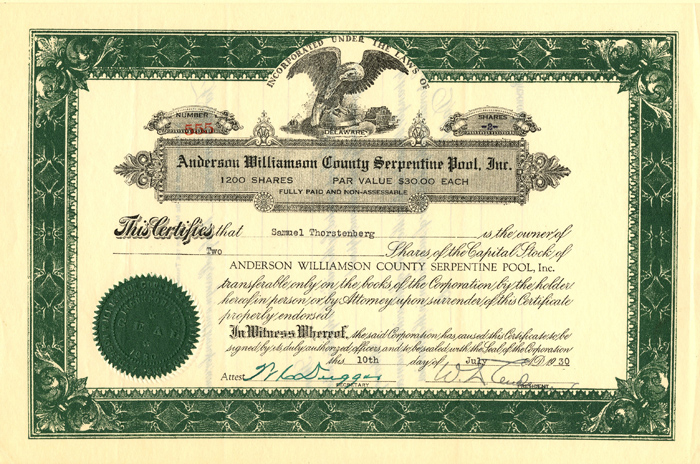 INCORPORATED UNDER THE LAWS OF
DELAWARE
NUMBER
555
SHARES
-2-
Anderson Williamson County Serpentine Pool, Inc.
1200 SHARES PAR VALUE $30.00 EACH
FULLY PAID AND NON-ASSESSABLE
This Certifies that Samuel Thorstenberg is the owner of
Two Shares of the Capital Stock of
ANDERSON WILLIAMSON COUNTY SERPENTINE POOL, Inc.
transferable only on the books of the Corporation by the holder
hereof in person or by Attorney upon surrender of this Certificate
properly endorsed.
In Witness Whereof, the said Corporation has caused this Certificate to be
signed by its duly authorized officers and to be sealed with the Seal of the Corporation
this 10th day of July A.D. 1930
Attest
SECRETARY
PRESIDENT